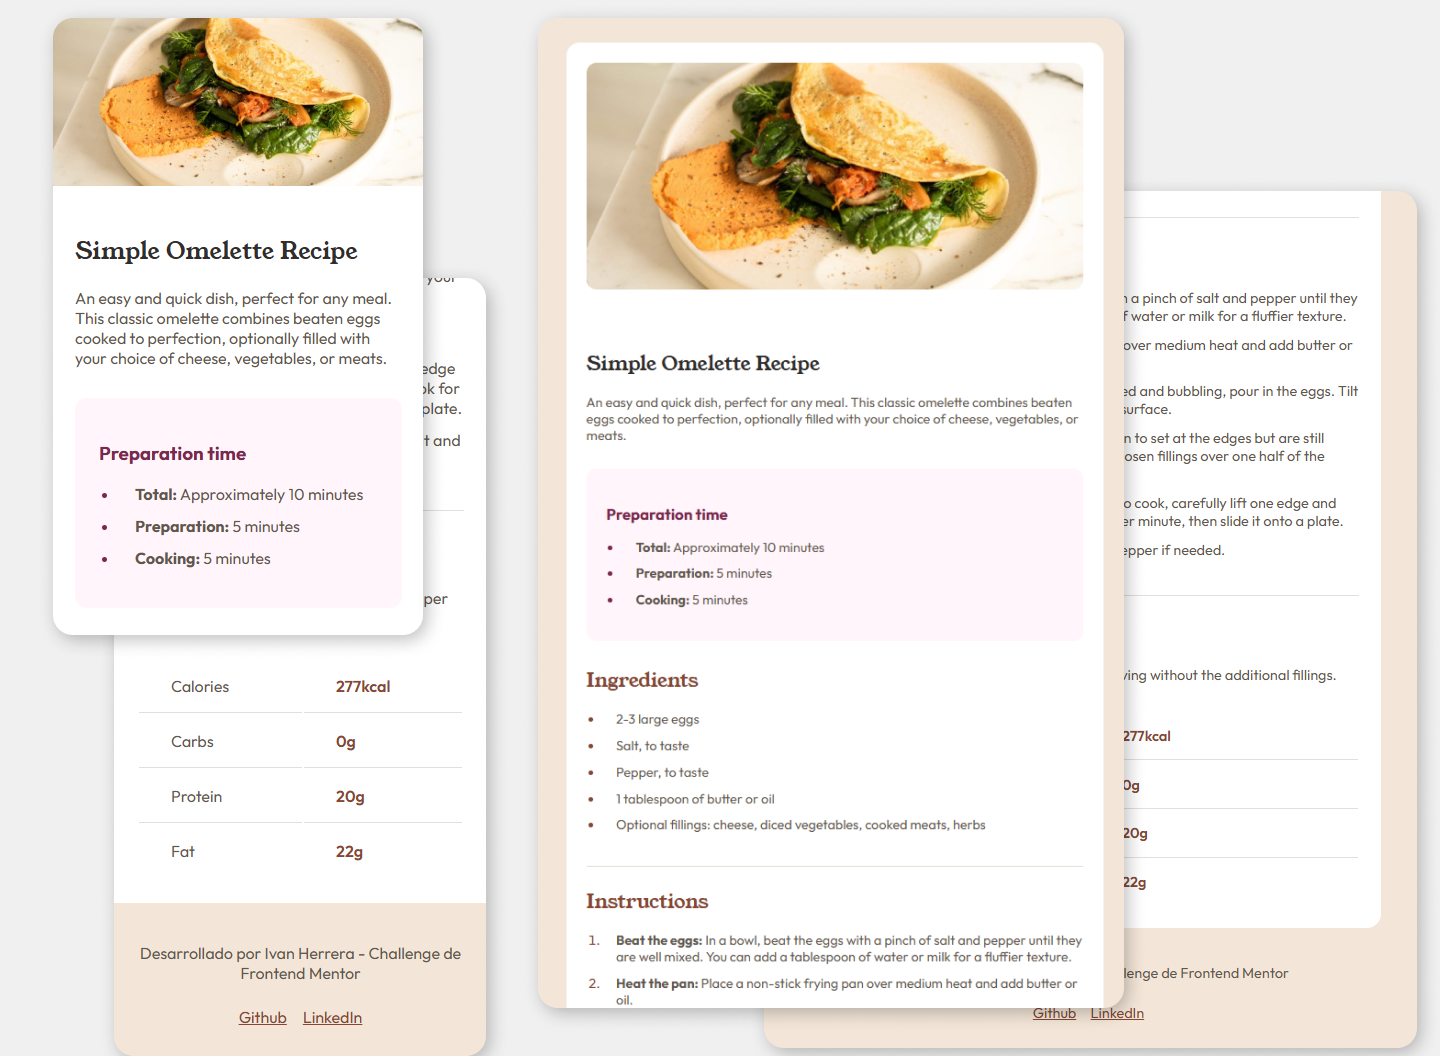 Simple Omelette Recipe
An easy and quick dish, perfect for any meal.
This classic omelette combines beaten eggs
cooked to perfection, optionally filled with
your choice of cheese, vegetables, or meats.
Preparation time
• Total: Approximately 10 minutes
• Preparation: 5 minutes
• Cooking: 5 minutes
your
edge
ok for
plate.
t and
per
Calories 277kcal
Carbs 0g
Protein 20g
Fat 22g
Desarrollado por Ivan Herrera - Challenge de
Frontend Mentor
Github LinkedIn
Simple Omelette Recipe
An easy and quick dish, perfect for any meal. This classic omelette combines beaten
eggs cooked to perfection, optionally filled with your choice of cheese, vegetables, or
meats.
Preparation time
• Total: Approximately 10 minutes
• Preparation: 5 minutes
• Cooking: 5 minutes
Ingredients
• 2-3 large eggs
• Salt, to taste
• Pepper, to taste
• 1 tablespoon of butter or oil
• Optional fillings: cheese, diced vegetables, cooked meats, herbs
Instructions
1. Beat the eggs: In a bowl, beat the eggs with a pinch of salt and pepper until they
are well mixed. You can add a tablespoon of water or milk for a fluffier texture.
2. Heat the pan: Place a non-stick frying pan over medium heat and add butter or
oil.
h a pinch of salt and pepper until they
f water or milk for a fluffier texture.
over medium heat and add butter or
ed and bubbling, pour in the eggs. Tilt
surface.
n to set at the edges but are still
osen fillings over one half of the
o cook, carefully lift one edge and
er minute, then slide it onto a plate.
epper if needed.
ving without the additional fillings.
277kcal
0g
20g
22g
llenge de Frontend Mentor
Github LinkedIn